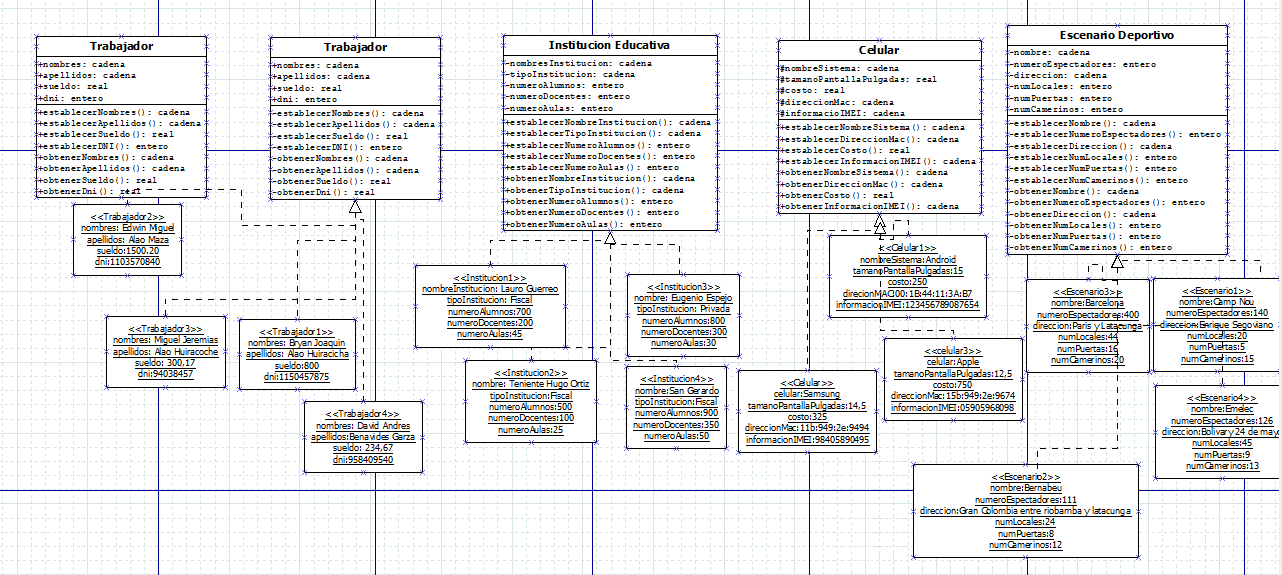 Trabajador
+nombres: cadena
+apellidos: cadena
+sueldo: real
+dni: entero
+establecerNombres(): cadena
+establecerApellidos(): cadena
+establecerSueldo(): real
+establecerDNI(): entero
+obtenerNombres(): cadena
+obtenerApellidos(): cadena
+obtenerSueldo(): real
+obtenerDni(): real
<<Trabajador2>>
nombres: Edwin Miguel
apellidos: Alao Maza
sueldo:1500.20
dni:1103570840
<<Trabajador3>>
nombres: Miguel Jeremias
apellidos: Alao Huiracoche
sueldo: 300,17
dni:94038457
Trabajador
+nombres: cadena
+apellidos: cadena
+sueldo: real
+dni: entero
-establecerNombres(): cadena
-establecerApellidos(): cadena
-establecerSueldo(): real
-establecerDNI(): entero
-obtenerNombres(): cadena
-obtenerApellidos(): cadena
-obtenerSueldo(): real
-obtenerDni(): real
<<Trabajador1>>
nombres: Bryan Joaquin
apellidos: Alao Huiracicha
sueldo:800
dni:1150457875
<<Trabajador4>>
nombres: David Andres
apellidos:Benavides Garza
sueldo: 234,67
dni:958409540
Institucion Educativa
-nombresInstitucion: cadena
-tipoInstitucion: cadena
-numeroAlumnos: entero
-numeroDocentes: entero
-numeroAulas: entero
+establecerNombreInstitucion(): cadena
+establecerTipoInstitucion(): cadena
+establecerNumeroAlumnos(): entero
+establecerNumeroDocentes(): entero
+establecerNumeroAulas(): entero
+obtenerNombreInstitucion(): cadena
+obtenerTipoInstitucion(): cadena
+obtenerNumeroAlumnos(): entero
+obtenerNumeroDocentes(): entero
+obtenerNumeroAulas(): entero
<<Institucion1>>
nombreInstitucion: Lauro Guerreo
tipoInstitucion: Fiscal
numeroAlumnos:700
numeroDocentes:200
numeroAulas:45
<<Institucion3>>
nombre: Eugenio Espejo
tipoInstitucion: Privada
numeroAlumnos:800
numeroDocentes:300
numeroAulas:30
<<Institucion2>>
nombre: Teniente Hugo Ortiz
tipoInstitucion:Fiscal
numeroAlumnos:500
numeroDocentes:100
numeroAulas:25
<<Institucion4>>
nombre:San Gerardo
tipoInstitucion:Fiscal
numeroAlumnos:900
numeroDocentes:350
numeroAulas:50
Celular
#nombreSistema: cadena
#tamanoPantallaPulgadas: real
#costo: real
#direccionMac: cadena
#informacioIMEI: cadena
+establecerNombreSistema(): cadena
+establecerDireccionMac(): cadena
+establecerCosto(): real
+establecerInformacionIMEI(): cadena
+obtenerNombreSistema(): cadena
+obtenerDireccionMac(): cadena
+obtenerCosto(): real
+obtenerInformacionIMEI(): cadena
<<Celular1>>
nombreSistema:Android
tamanoPantallaPulgadas:15
costo:250
direcionMAC:00:1B:44:11:3A:B7
informacionIMEI:123456789087654
<<celular3>>
celular:Apple
tamanoPantallaPulgadas:12,5
costo:750
direccionMac:15b:949:2e:9674
informacionIMEI:05905968098
<<Celular>>
celular:Samsung
tamanoPantallaPulgadas:14,5
costo:325
direccionMac:11b:949:2e:9494
informacionIMEI:98405890495
Escenario Deportivo
-nombre: cadena
-numeroEspectadores: entero
-direccion: cadena
-numLocales: entero
-numPuertas: entero
-numCamerinos: entero
-establecerNombre(): cadena
-establecerNumeroEspectadores(): entero
-establecerDireccion(): cadena
-establecerNumLocales(): entero
-establecerNumPuertas(): entero
-establecerNumCamerinos(): entero
-obtenerNombre(): cadena
-obtenerNumeroEspectadores(): entero
-obtenerDireccion(): cadena
-obtenerNumLocales(): entero
-obtenerNumPuertas(): entero
-obtenerNumCamerinos(): entero
<<Escenario3>>
nombre:Barcelona
numeroEspectadores:400
direccion:Paris y Latacunga
numLocales:44
numPuertas:16
numCamerinos:20
<<Escenario1>>
nombre:Camp Nou
numeroEspectadores:140
direccion:Enrique Segoviano
numLocales:20
numPuertas:5
numCamerinos:15
<<Escenario4>>
nombre:Emelec
numeroEspectadores:126
direccion:Bolivar y 24 de mayo
numLocales:45
numPuertas:9
numCamerinos:13
<<Escenario2>>
nombre:Bernabeu
numeroEspectadores:111
direccion:Gran Colombia entre riobamba y latacunga
numLocales:24
numPuertas:8
numCamerinos:12